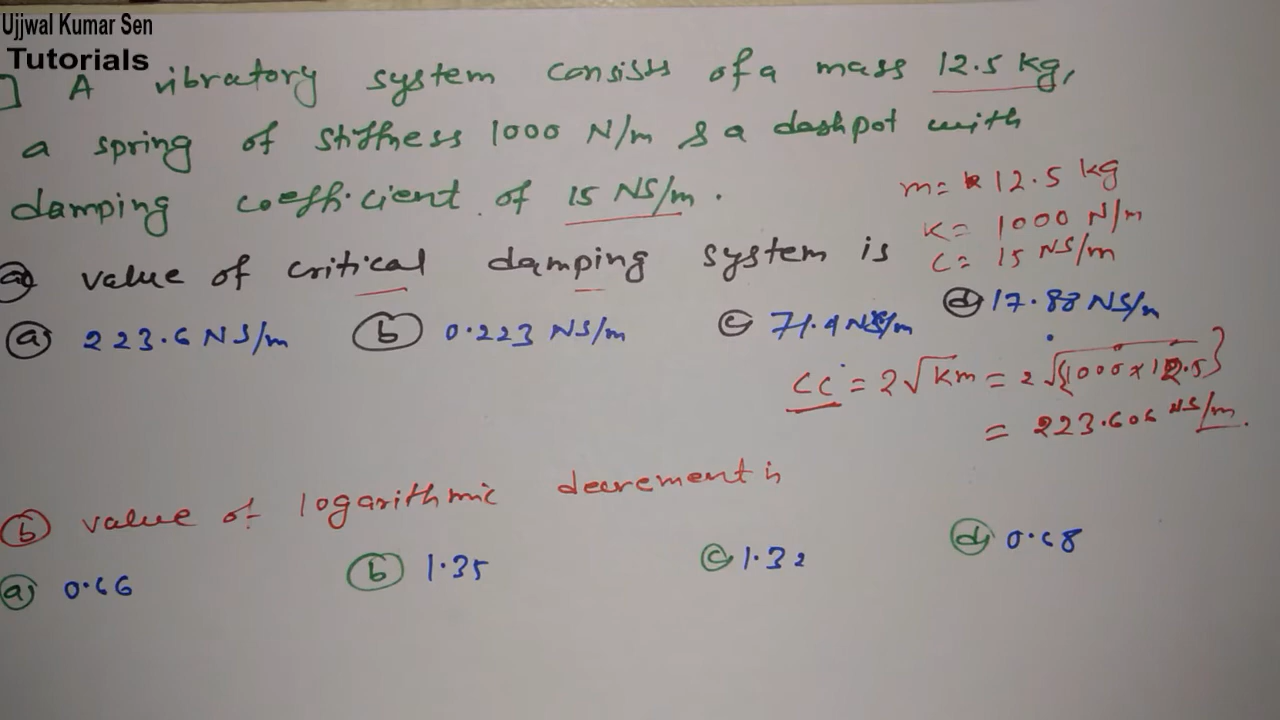 Ujjwal Kumar Sen
Tutorials
] A vibratory system consists of a mass 12.5 kg,
a spring of stiffness 1000 N/m & a dashpot with
damping coefficient of 15 NS/m.
m = 12.5 kg
K = 1000 N/m
C = 15 NS/m
(a) value of critical damping system is
(a) 223.6 NS/m (b) 0.223 NS/m (c) 71.4 NS/m (d) 17.88 NS/m
Cc = 2√Km = 2√{1000 x 12.5}
= 223.606 NS/m.
(b) value of logarithmic decrement is
(a) 0.66 (b) 1.35 (c) 1.32 (d) 0.68